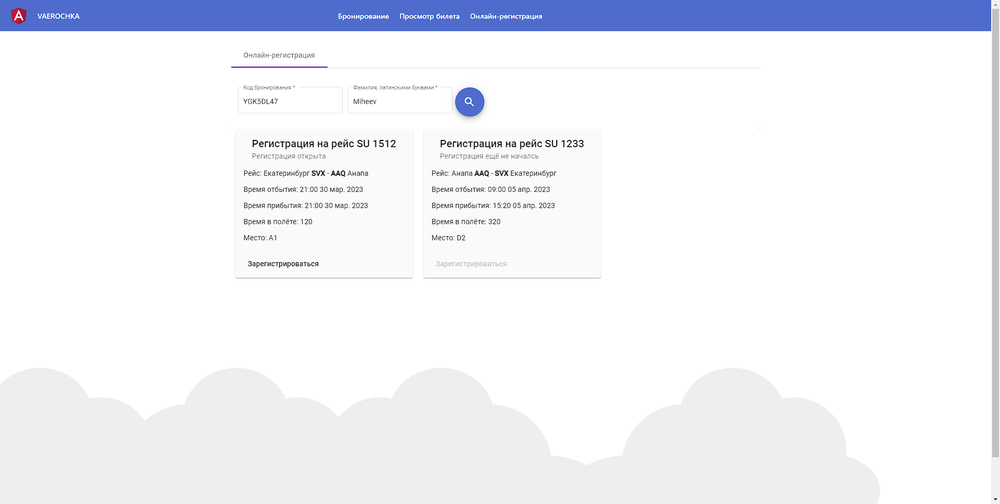 VAEROCHKA
Бронирование Просмотр билета Онлайн-регистрация
Онлайн-регистрация
Код бронирования *
YGK5DL47
Фамилия, латинскими буквами *
Miheev
Регистрация на рейс SU 1512
Регистрация открыта
Рейс: Екатеринбург SVX - AAQ Анапа
Время отбытия: 21:00 30 мар. 2023
Время прибытия: 21:00 30 мар. 2023
Время в полёте: 120
Место: A1
Зарегистрироваться
Регистрация на рейс SU 1233
Регистрация ещё не началсь
Рейс: Анапа AAQ - SVX Екатеринбург
Время отбытия: 09:00 05 апр. 2023
Время прибытия: 15:20 05 апр. 2023
Время в полёте: 320
Место: D2
Зарегистрироваться